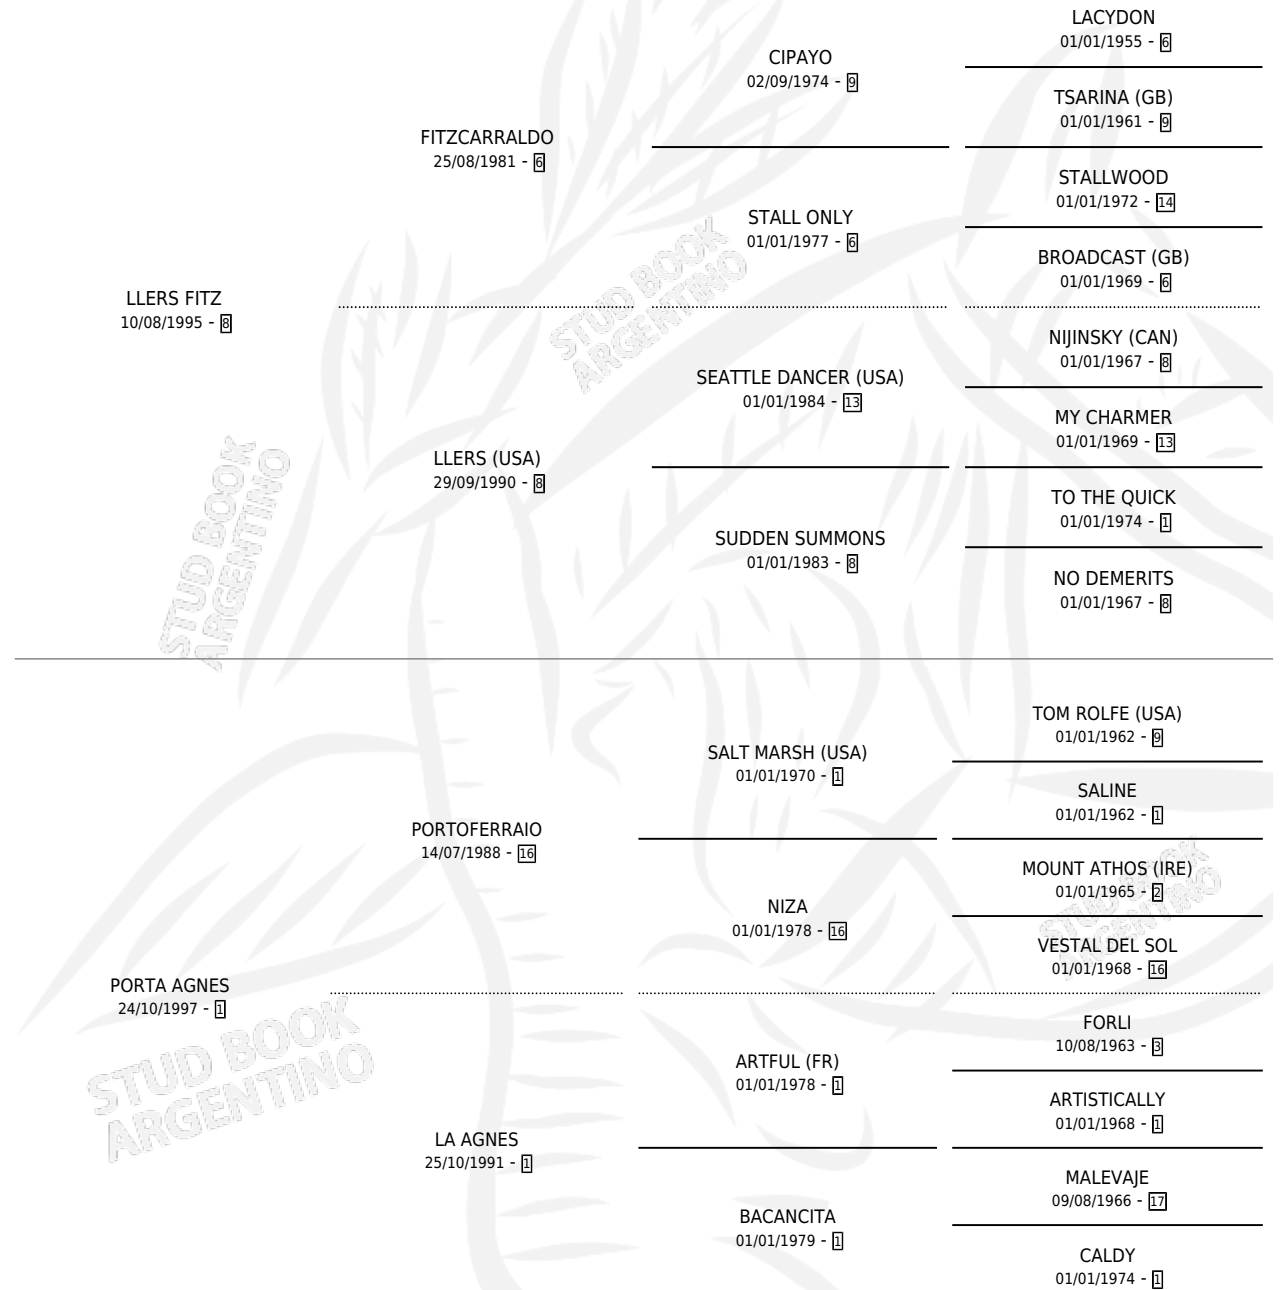 LACYDON
01/01/1955 - 6
CIPAYO
02/09/1974 - 9
TSARINA (GB)
01/01/1961 - 9
FITZCARRALDO
25/08/1981 - 6
STALLWOOD
01/01/1972 - 14
STALL ONLY
01/01/1977 - 6
BROADCAST (GB)
01/01/1969 - 6
LLERS FITZ
10/08/1995 - 8
NIJINSKY (CAN)
01/01/1967 - 8
SEATTLE DANCER (USA)
01/01/1984 - 13
MY CHARMER
01/01/1969 - 13
LLERS (USA)
29/09/1990 - 8
TO THE QUICK
01/01/1974 - 1
SUDDEN SUMMONS
01/01/1983 - 8
NO DEMERITS
01/01/1967 - 8
TOM ROLFE (USA)
01/01/1962 - 9
SALT MARSH (USA)
01/01/1970 - 1
SALINE
01/01/1962 - 1
PORTOFERRAIO
14/07/1988 - 16
MOUNT ATHOS (IRE)
01/01/1965 - 2
NIZA
01/01/1978 - 16
VESTAL DEL SOL
01/01/1968 - 16
PORTA AGNES
24/10/1997 - 1
FORLI
10/08/1963 - 3
ARTFUL (FR)
01/01/1978 - 1
ARTISTICALLY
01/01/1968 - 1
LA AGNES
25/10/1991 - 1
MALEVAJE
09/08/1966 - 17
BACANCITA
01/01/1979 - 1
CALDY
01/01/1974 - 1
STUD BOOK
ARGENTINO
STUD BOOK
ARGENTINO
STUD BOOK
ARGENTINO
STUD BOOK
ARGENTINO